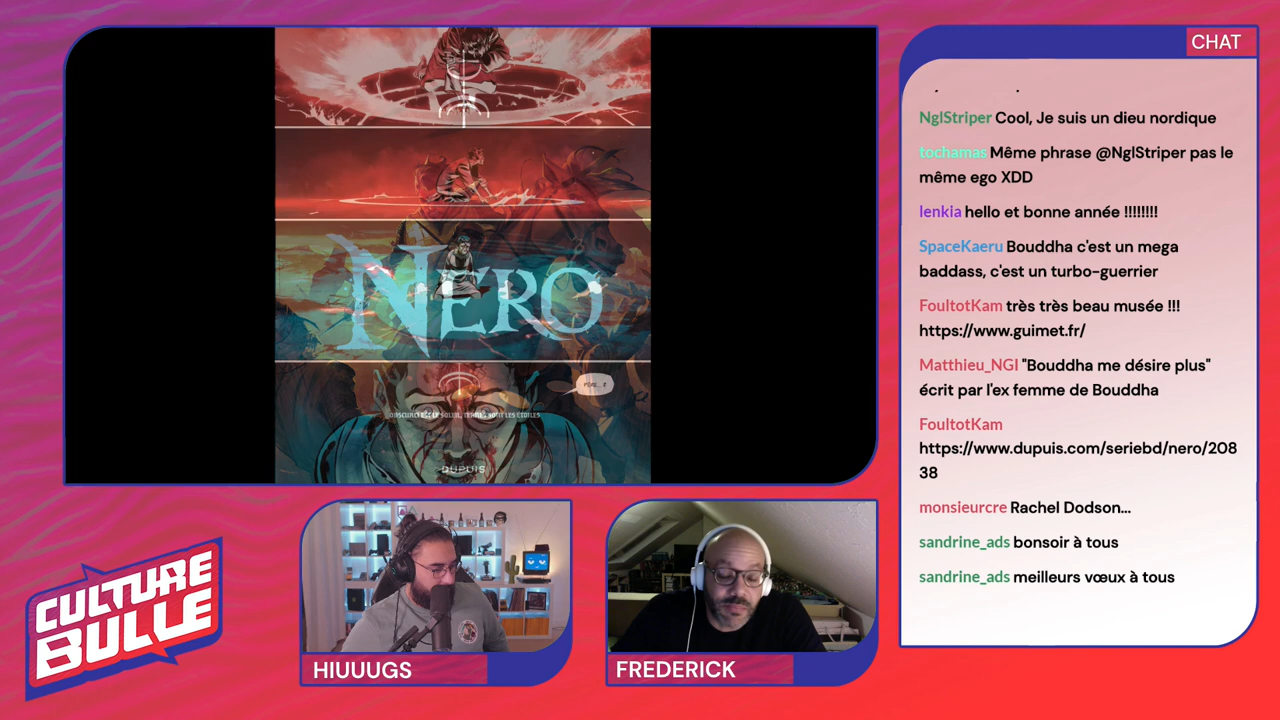 CHAT
NglStriper Cool, Je suis un dieu nordique
tochamas Même phrase @NglStriper pas le
même ego XDD
lenkia hello et bonne année !!!!!!!!
SpaceKaeru Bouddha c'est un mega
baddass, c'est un turbo-guerrier
FoultotKam très très beau musée !!!
https://www.guimet.fr/
Matthieu_NGl "Bouddha me désire plus"
écrit par l'ex femme de Bouddha
FoultotKam
https://www.dupuis.com/seriebd/nero/208
38
monsieurcre Rachel Dodson...
sandrine_ads bonsoir à tous
sandrine_ads meilleurs vœux à tous
NERO
DUPUIS
CULTURE
BULLE
HIUUUGS
FREDERICK